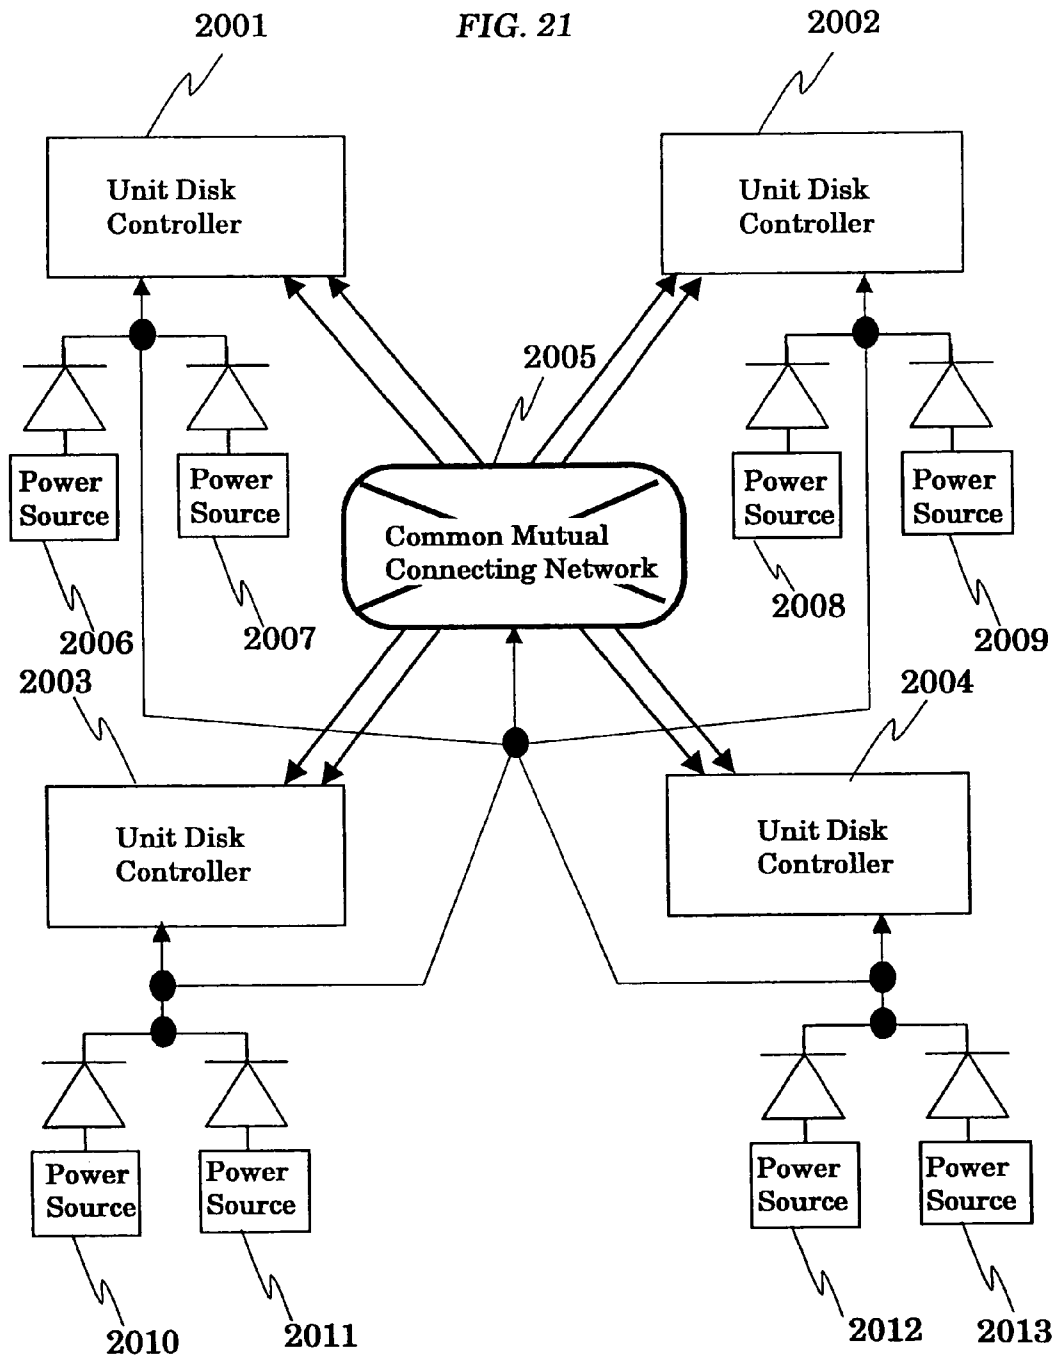 FIG. 21
2001
2002
Unit Disk
Controller
Unit Disk
Controller
2005
Power
Source
Power
Source
Common Mutual
Connecting Network
Power
Source
Power
Source
2006
2007
2008
2009
2003
2004
Unit Disk
Controller
Unit Disk
Controller
Power
Source
Power
Source
Power
Source
Power
Source
2010
2011
2012
2013